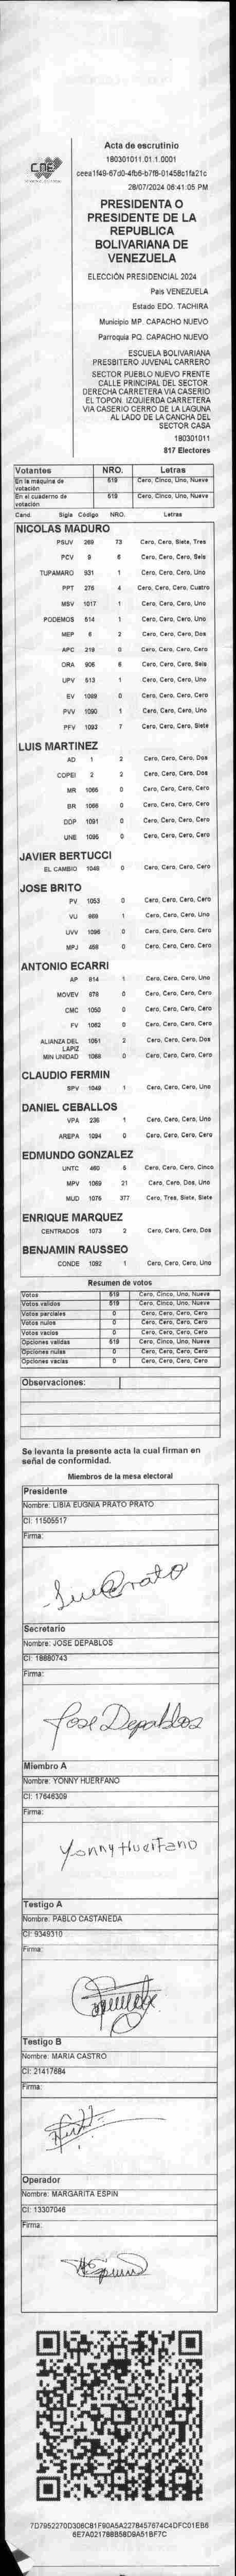 Acta de escrutinio
180301011.01.1.0001
ceea1f49-67d0-4fb6-b7f8-01458c1fa21c
28/07/2024 06:41:05 PM
PRESIDENTA O
PRESIDENTE DE LA
REPUBLICA
BOLIVARIANA DE
VENEZUELA
ELECCIÓN PRESIDENCIAL 2024
País VENEZUELA
Estado EDO. TACHIRA
Municipio MP. CAPACHO NUEVO
Parroquia PQ. CAPACHO NUEVO
ESCUELA BOLIVARIANA
PRESBITERO JUVENAL CARRERO
SECTOR PUEBLO NUEVO FRENTE
CALLE PRINCIPAL DEL SECTOR.
DERECHA CARRETERA VIA CASERIO
EL TOPON. IZQUIERDA CARRETERA
VIA CASERIO CERRO DE LA LAGUNA
AL LADO DE LA CANCHA DEL
SECTOR CASA
180301011
817 Electores
Votantes NRO. Letras
En la máquina de votación 519 Cero, Cinco, Uno, Nueve
En el cuaderno de votación 519 Cero, Cinco, Uno, Nueve
Cand Sigla Código NRO. Letras
NICOLAS MADURO
PSUV 269 73 Cero, Cero, Siete, Tres
PCV 9 6 Cero, Cero, Cero, Seis
TUPAMARO 931 1 Cero, Cero, Cero, Uno
PPT 276 4 Cero, Cero, Cero, Cuatro
MSV 1017 1 Cero, Cero, Cero, Uno
PODEMOS 514 1 Cero, Cero, Cero, Uno
MEP 6 2 Cero, Cero, Cero, Dos
APC 219 0 Cero, Cero, Cero, Cero
ORA 906 6 Cero, Cero, Cero, Seis
UPV 513 1 Cero, Cero, Cero, Uno
EV 1089 0 Cero, Cero, Cero, Cero
PVV 1090 1 Cero, Cero, Cero, Uno
PFV 1093 7 Cero, Cero, Cero, Siete
LUIS MARTINEZ
AD 1 2 Cero, Cero, Cero, Dos
COPEI 2 2 Cero, Cero, Cero, Dos
MR 1066 0 Cero, Cero, Cero, Cero
BR 1068 0 Cero, Cero, Cero, Cero
DDP 1091 0 Cero, Cero, Cero, Cero
UNE 1095 0 Cero, Cero, Cero, Cero
JAVIER BERTUCCI
EL CAMBIO 1048 0 Cero, Cero, Cero, Cero
JOSE BRITO
PV 1053 0 Cero, Cero, Cero, Cero
VU 969 1 Cero, Cero, Cero, Uno
UVV 1096 0 Cero, Cero, Cero, Cero
MPJ 458 0 Cero, Cero, Cero, Cero
ANTONIO ECARRI
AP 814 1 Cero, Cero, Cero, Uno
MOVEV 978 0 Cero, Cero, Cero, Cero
CMC 1050 0 Cero, Cero, Cero, Cero
FV 1062 0 Cero, Cero, Cero, Cero
ALIANZA DEL LAPIZ 1051 2 Cero, Cero, Cero, Dos
MIN UNIDAD 1088 0 Cero, Cero, Cero, Cero
CLAUDIO FERMIN
SPV 1049 1 Cero, Cero, Cero, Uno
DANIEL CEBALLOS
VPA 236 1 Cero, Cero, Cero, Uno
AREPA 1094 0 Cero, Cero, Cero, Cero
EDMUNDO GONZALEZ
UNTC 460 5 Cero, Cero, Cero, Cinco
MPV 1069 21 Cero, Cero, Dos, Uno
MUD 1076 377 Cero, Tres, Siete, Siete
ENRIQUE MARQUEZ
CENTRADOS 1073 2 Cero, Cero, Cero, Dos
BENJAMIN RAUSSEO
CONDE 1092 1 Cero, Cero, Cero, Uno
Resumen de votos
Votos 519 Cero, Cinco, Uno, Nueve
Votos validos 519 Cero, Cinco, Uno, Nueve
Votos parciales 0 Cero, Cero, Cero, Cero
Votos nulos 0 Cero, Cero, Cero, Cero
Votos vacios 0 Cero, Cero, Cero, Cero
Opciones validas 519 Cero, Cinco, Uno, Nueve
Opciones nulas 0 Cero, Cero, Cero, Cero
Opciones vacias 0 Cero, Cero, Cero, Cero
Observaciones:
Se levanta la presente acta la cual firman en
señal de conformidad.
Miembros de la mesa electoral
Presidente
Nombre: LIBIA EUGNIA PRATO PRATO
CI: 11505517
Firma:
Secretario
Nombre: JOSE DEPABLOS
CI: 18880743
Firma:
Jose Depablos
Miembro A
Nombre: YONNY HUERFANO
CI: 17646309
Firma:
Yonny Huerfano
Testigo A
Nombre: PABLO CASTAÑEDA
CI: 9349310
Firma:
Testigo B
Nombre: MARIA CASTRO
CI: 21417684
Firma:
Operador
Nombre: MARGARITA ESPIN
CI: 13307046
Firma:
7D7952270D306C81F90A5A2278457674C4DFC01EB6
6E7A021788B58D9A51BF7C